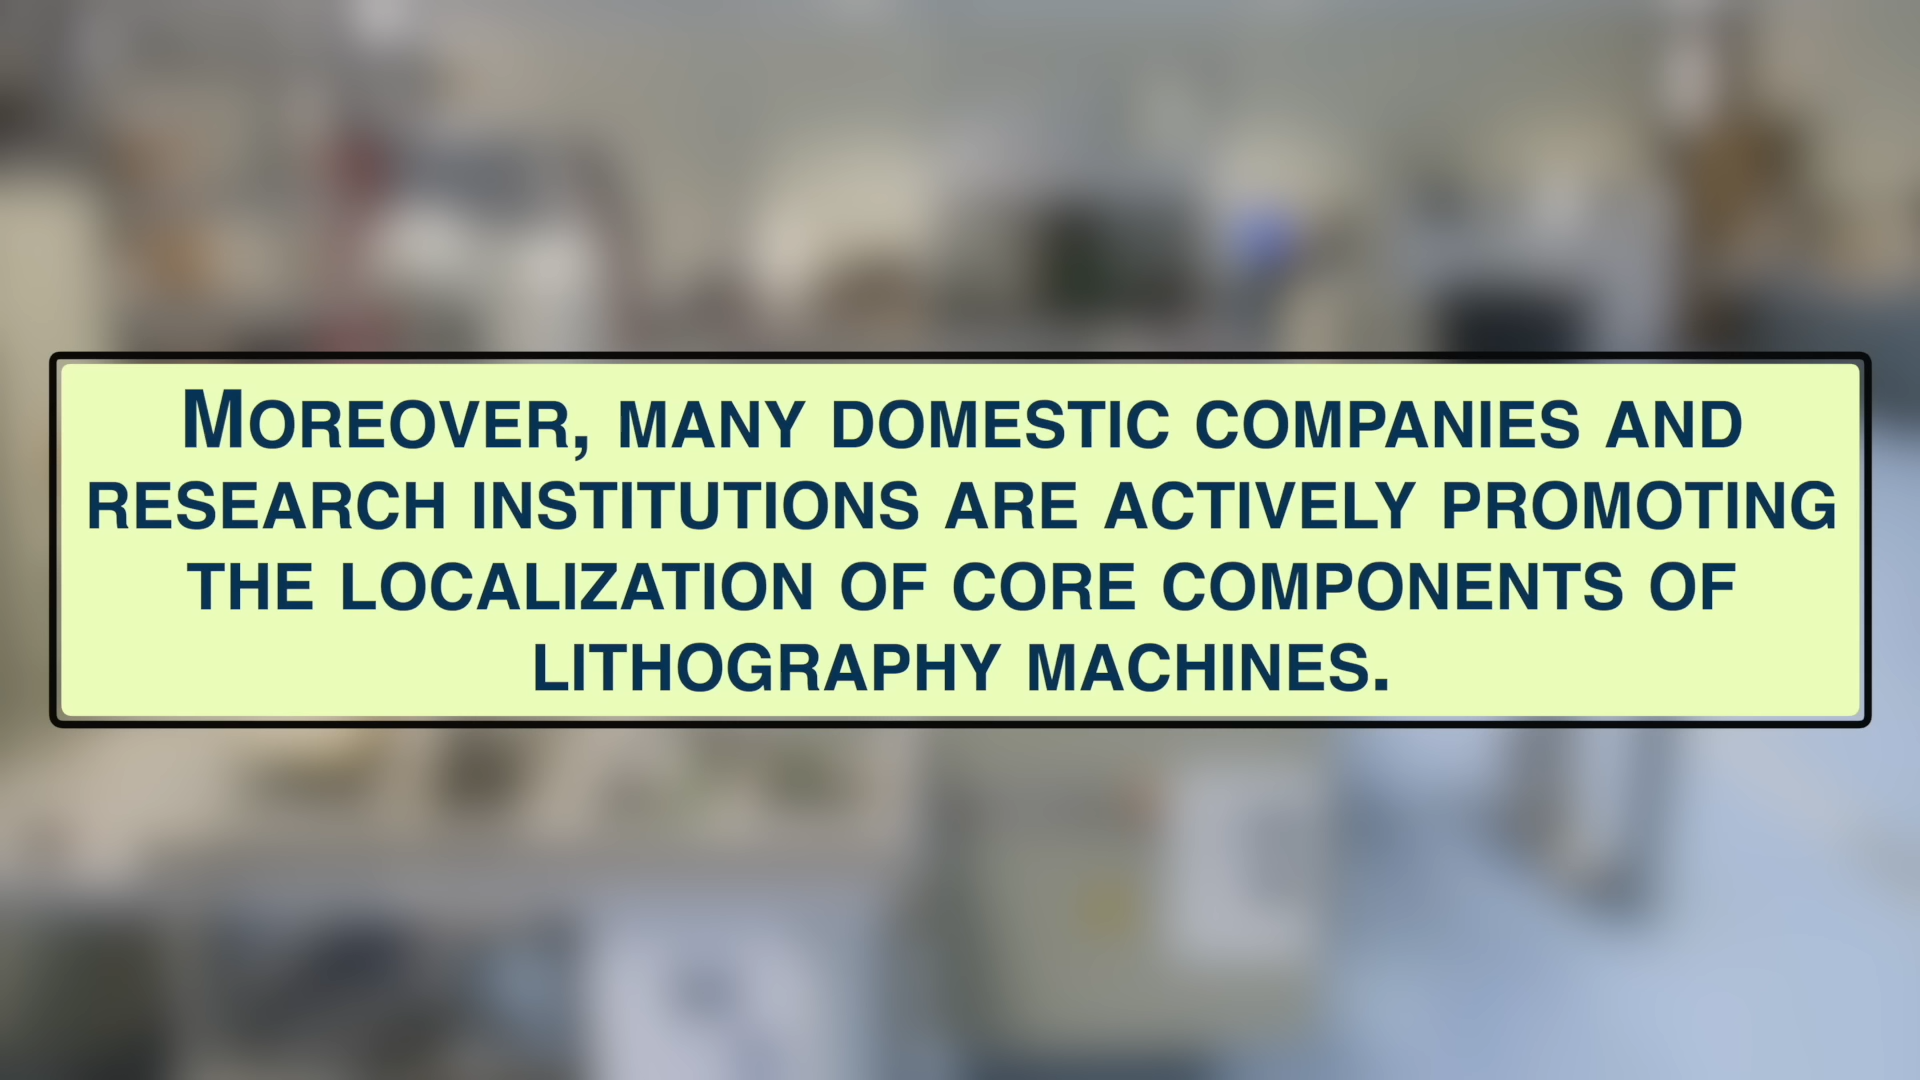 Moreover, many domestic companies and
research institutions are actively promoting
the localization of core components of
lithography machines.